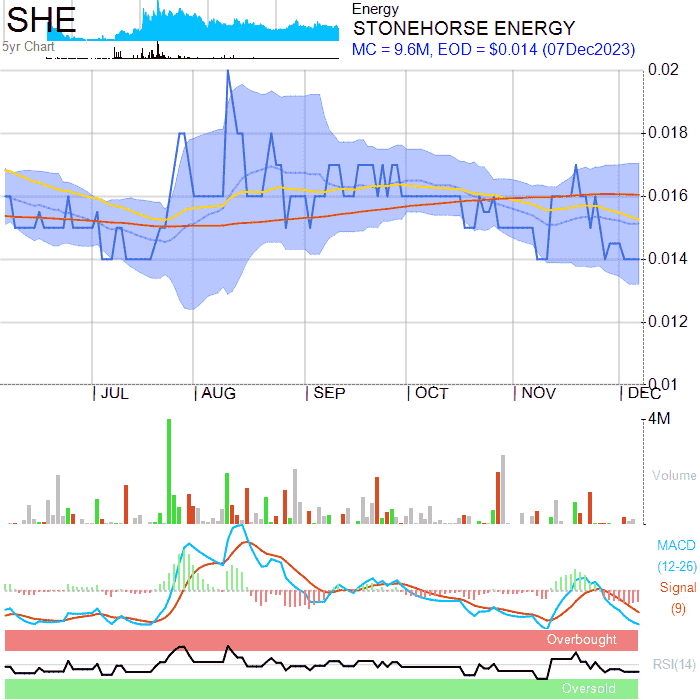 SHE
5yr Chart
Energy
STONEHORSE ENERGY
MC = 9.6M, EOD = $0.014 (07Dec2023)
0.02
0.018
0.016
0.014
0.012
0.01
JUL AUG SEP OCT NOV DEC
4M
Volume
MACD
(12-26)
Signal
(9)
Overbought
RSI(14)
Oversold